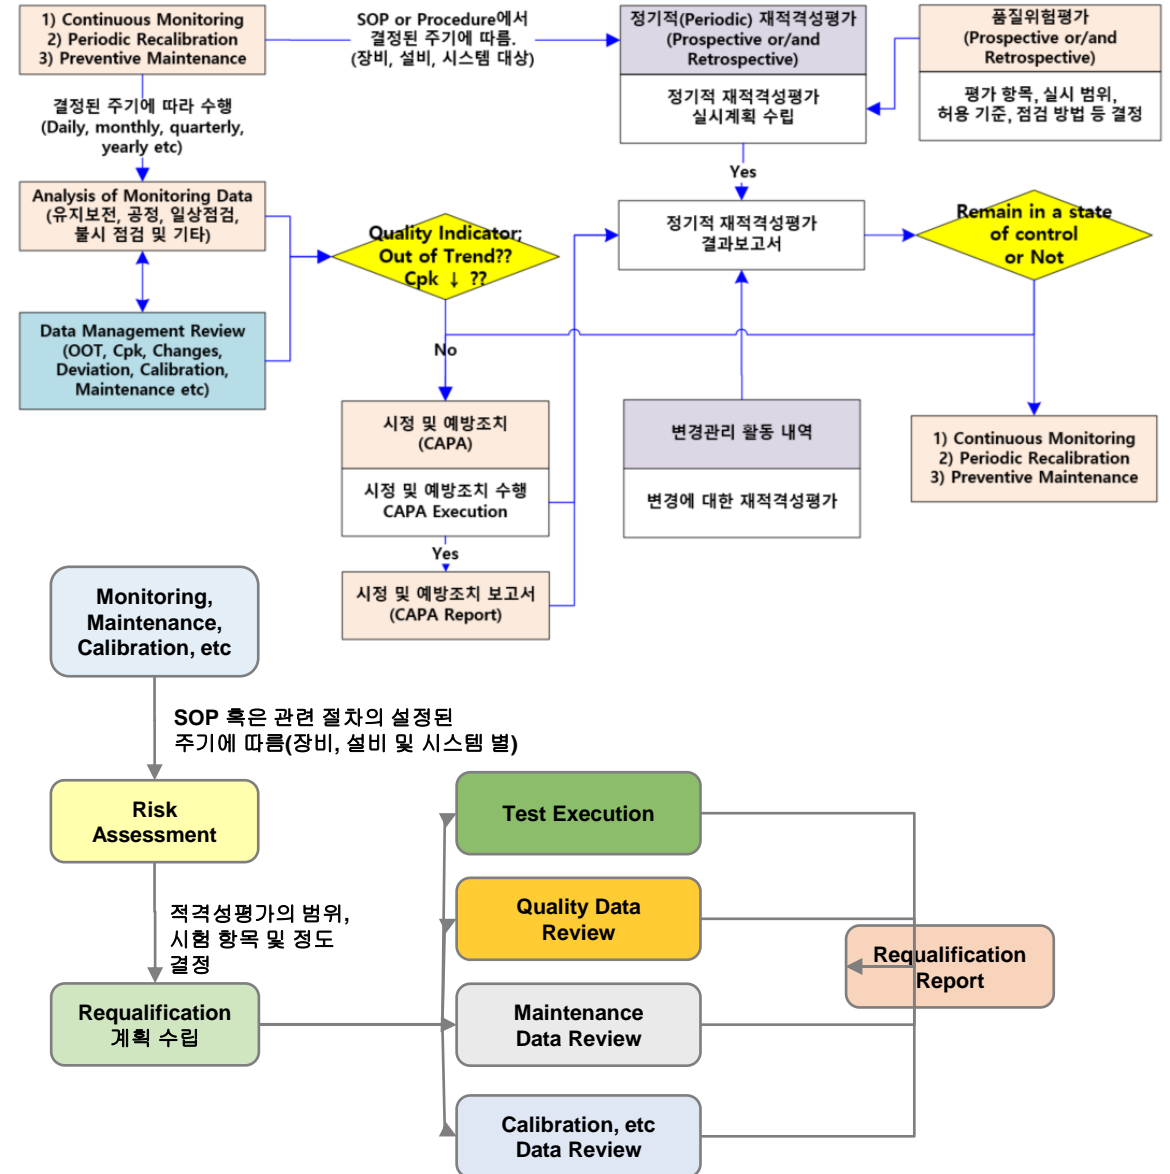 1) Continuous Monitoring
2) Periodic Recalibration
3) Preventive Maintenance
SOP or Procedure에서
결정된 주기에 따름.
(장비, 설비, 시스템 대상)
정기적(Periodic) 재적격성평가
(Prospective or/and
Retrospective)
정기적 재적격성평가
실시계획 수립
품질위험평가
(Prospective or/and
Retrospective)
평가 항목, 실시 범위,
허용 기준, 점검 방법 등 결정
결정된 주기에 따라 수행
(Daily, monthly, quarterly,
yearly etc)
Yes
Analysis of Monitoring Data
(유지보전, 공정, 일상점검,
불시 점검 및 기타)
Quality Indicator;
Out of Trend??
Cpk ↓ ??
정기적 재적격성평가
결과보고서
Remain in a state
of control
or Not
Data Management Review
(OOT, Cpk, Changes,
Deviation, Calibration,
Maintenance etc)
No
시정 및 예방조치
(CAPA)
시정 및 예방조치 수행
CAPA Execution
Yes
시정 및 예방조치 보고서
(CAPA Report)
변경관리 활동 내역
변경에 대한 재적격성평가
1) Continuous Monitoring
2) Periodic Recalibration
3) Preventive Maintenance
Monitoring,
Maintenance,
Calibration, etc
SOP 혹은 관련 절차의 설정된
주기에 따름(장비, 설비 및 시스템 별)
Risk
Assessment
적격성평가의 범위,
시험 항목 및 정도
결정
Requalification
계획 수립
Test Execution
Quality Data
Review
Maintenance
Data Review
Calibration, etc
Data Review
Requalification
Report